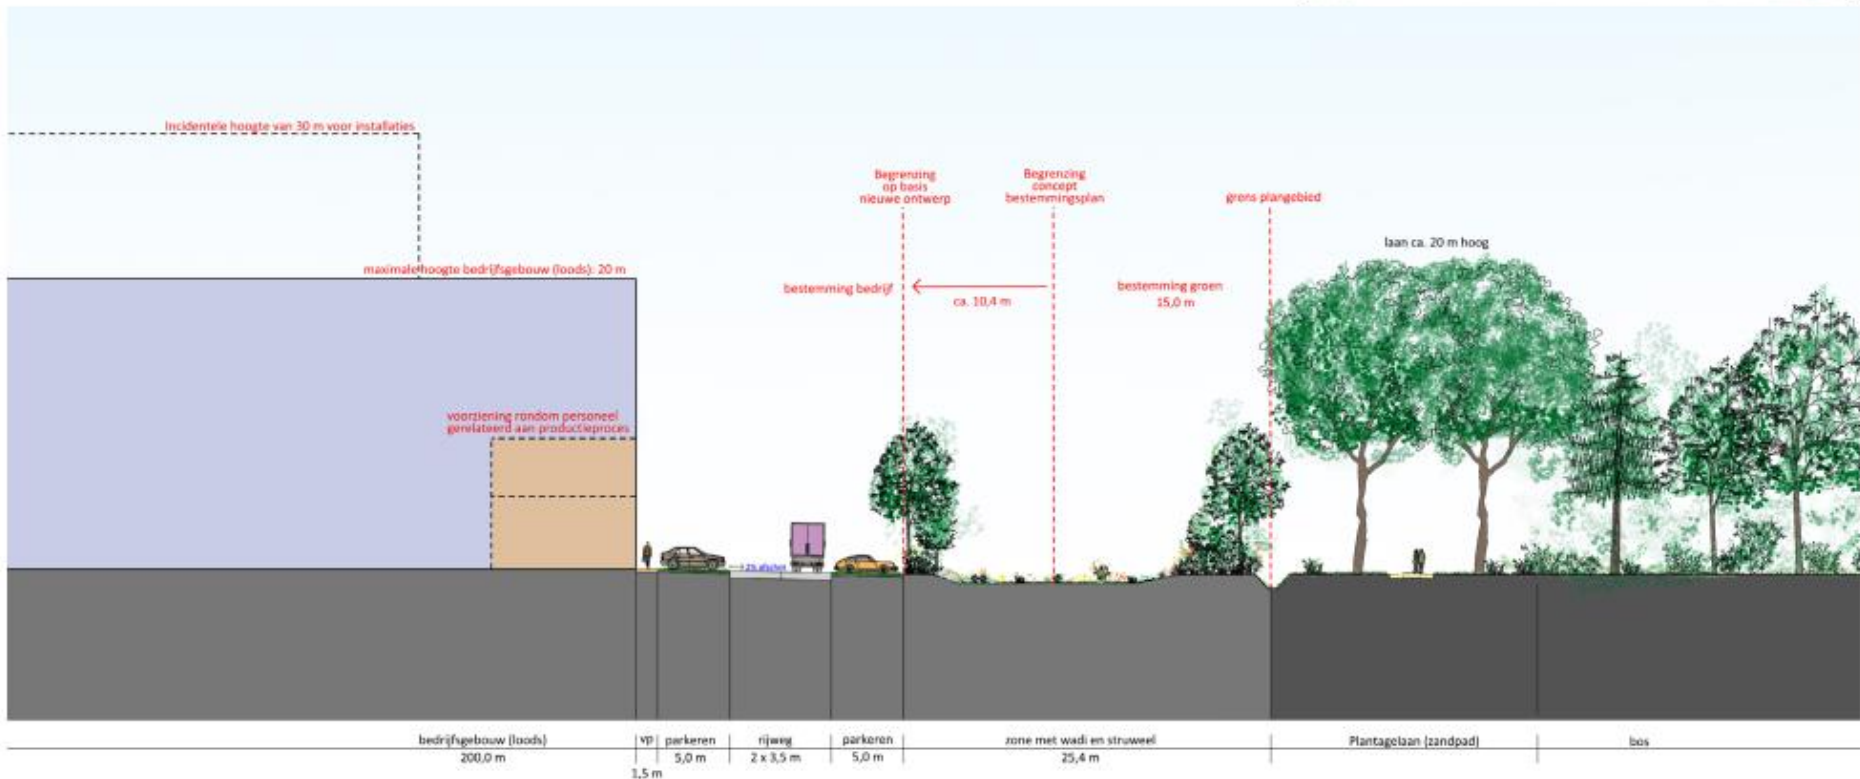 Incidentele hoogte van 30 m voor installaties
maximale hoogte bedrijfsgebouw (loods): 20 m
voorziening rondom personeel
gerelateerd aan productieproces
Begrenzing
op basis
nieuwe ontwerp
Begrenzing
concept
bestemmingsplan
grens plangebied
bestemming bedrijf
ca. 10,4 m
bestemming groen
15,0 m
laan ca. 20 m hoog
2% afschot
bedrijfsgebouw (loods)
200,0 m
vp
1,5 m
parkeren
5,0 m
rijweg
2 x 3,5 m
parkeren
5,0 m
zone met wadi en struweel
25,4 m
Plantagelaan (zandpad)
bos